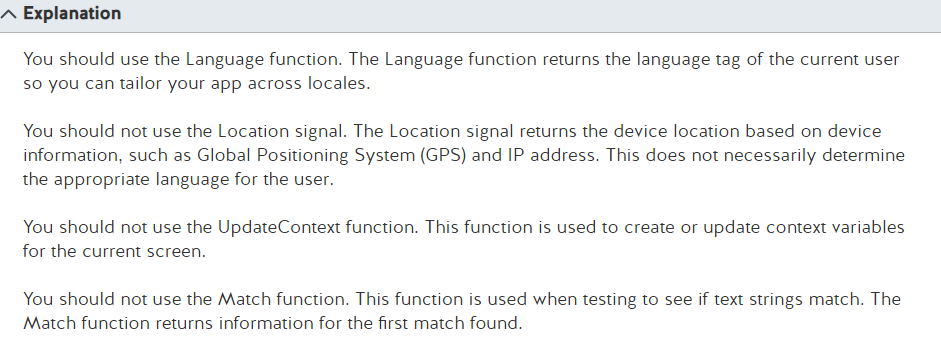 Explanation
You should use the Language function. The Language function returns the language tag of the current user
so you can tailor your app across locales.
You should not use the Location signal. The Location signal returns the device location based on device
information, such as Global Positioning System (GPS) and IP address. This does not necessarily determine
the appropriate language for the user.
You should not use the UpdateContext function. This function is used to create or update context variables
for the current screen.
You should not use the Match function. This function is used when testing to see if text strings match. The
Match function returns information for the first match found.